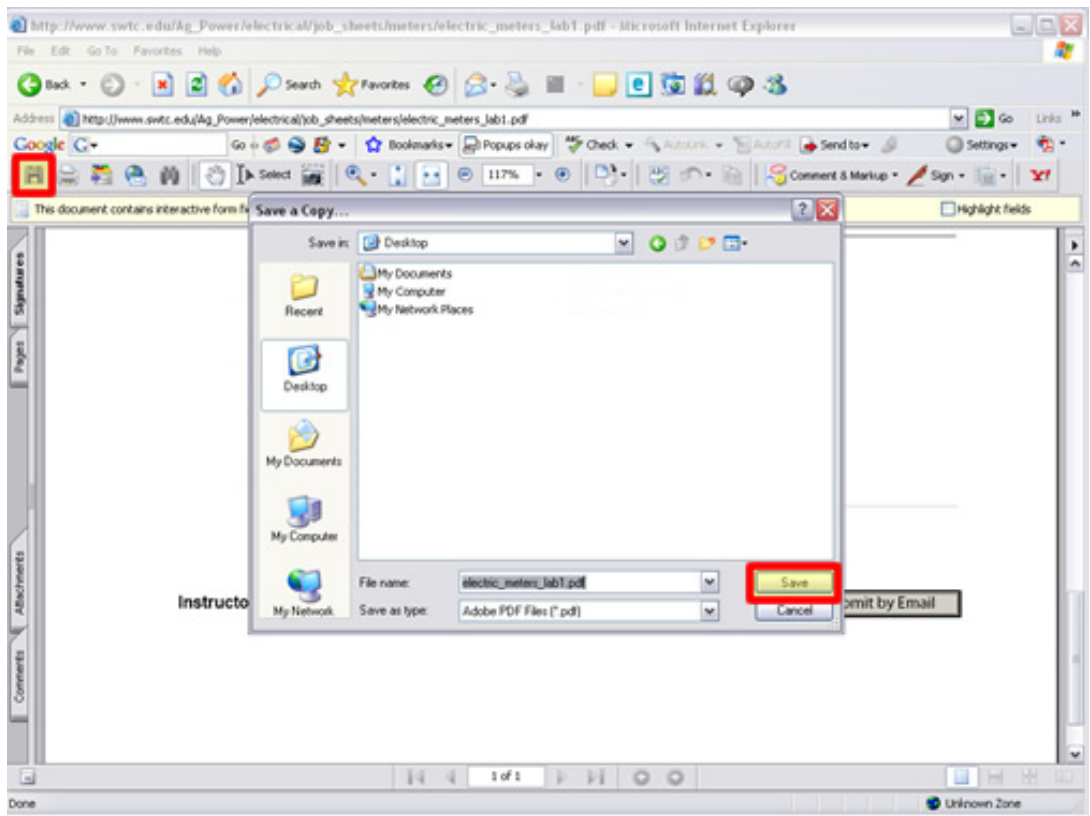 http://www.swtc.edu/Ag_Power/electrical/job_sheets/meters/electric_meters_lab1.pdf - Microsoft Internet Explorer
File Edit Go To Favorites Help
Back Search Favorites
Address http://www.swtc.edu/Ag_Power/electrical/job_sheets/meters/electric_meters_lab1.pdf Go Links »
Google G Go Bookmarks Popups okay Check AutoLink AutoFill Send to Settings
Select 117% Comment & Markup Sign Y!
This document contains interactive form fi
Highlight fields
Save a Copy...
Save in: Desktop
My Documents
My Computer
My Network Places
Recent
Desktop
My Documents
My Computer
My Network
File name: electric_meters_lab1.pdf Save
Save as type: Adobe PDF Files (*.pdf) Cancel
Signatures
Pages
Attachments
Comments
Instructo
bmit by Email
1 of 1
Done Unknown Zone